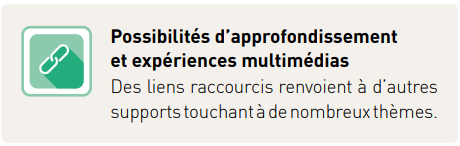 Possibilités d’approfondissement
et expériences multimédias
Des liens raccourcis renvoient à d’autres
supports touchant à de nombreux thèmes.